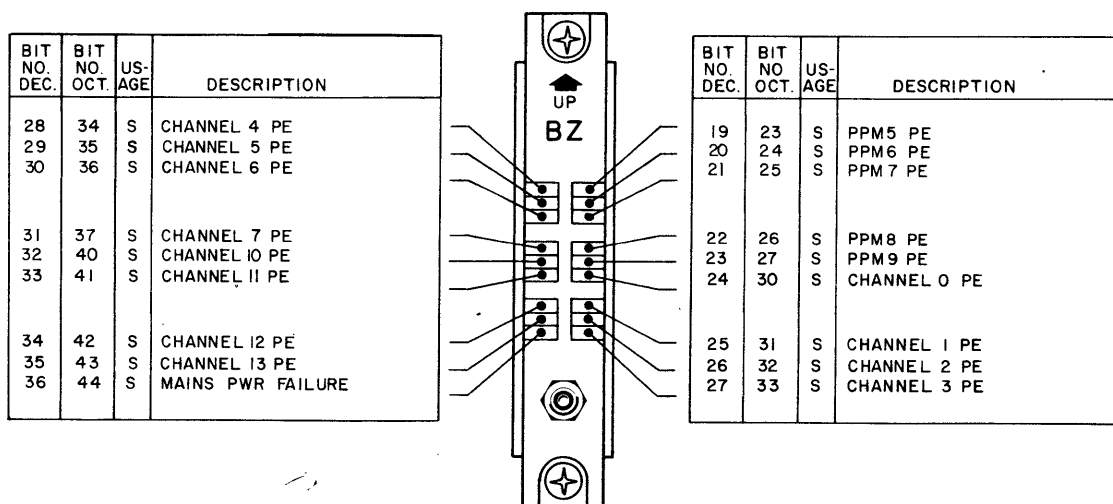 BIT NO. DEC. BIT NO. OCT. US-AGE DESCRIPTION
28 34 S CHANNEL 4 PE
29 35 S CHANNEL 5 PE
30 36 S CHANNEL 6 PE
31 37 S CHANNEL 7 PE
32 40 S CHANNEL 10 PE
33 41 S CHANNEL 11 PE
34 42 S CHANNEL 12 PE
35 43 S CHANNEL 13 PE
36 44 S MAINS PWR FAILURE
UP
BZ
BIT NO. DEC. BIT NO OCT. US-AGE DESCRIPTION
19 23 S PPM5 PE
20 24 S PPM6 PE
21 25 S PPM7 PE
22 26 S PPM8 PE
23 27 S PPM9 PE
24 30 S CHANNEL 0 PE
25 31 S CHANNEL 1 PE
26 32 S CHANNEL 2 PE
27 33 S CHANNEL 3 PE